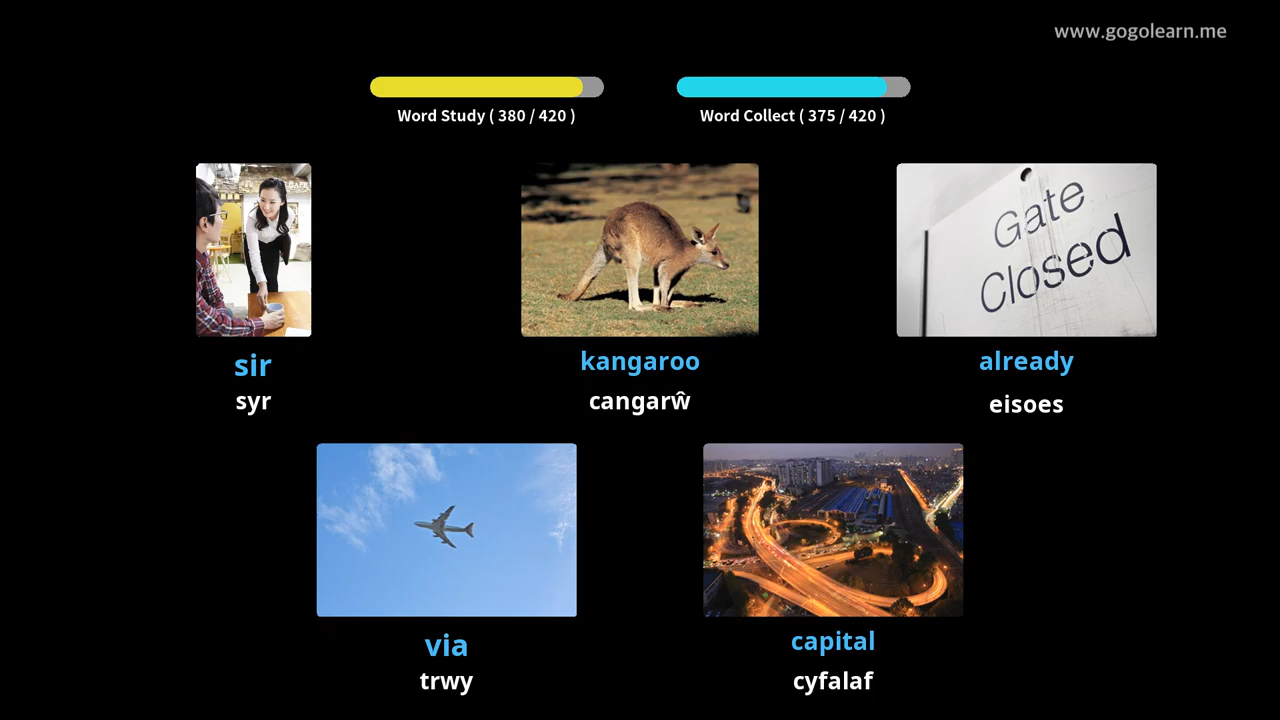 www.gogolearn.me
Word Study ( 380 / 420 )
Word Collect ( 375 / 420 )
Gate
Closed
sir
syr
kangaroo
cangarŵ
already
eisoes
via
trwy
capital
cyfalaf